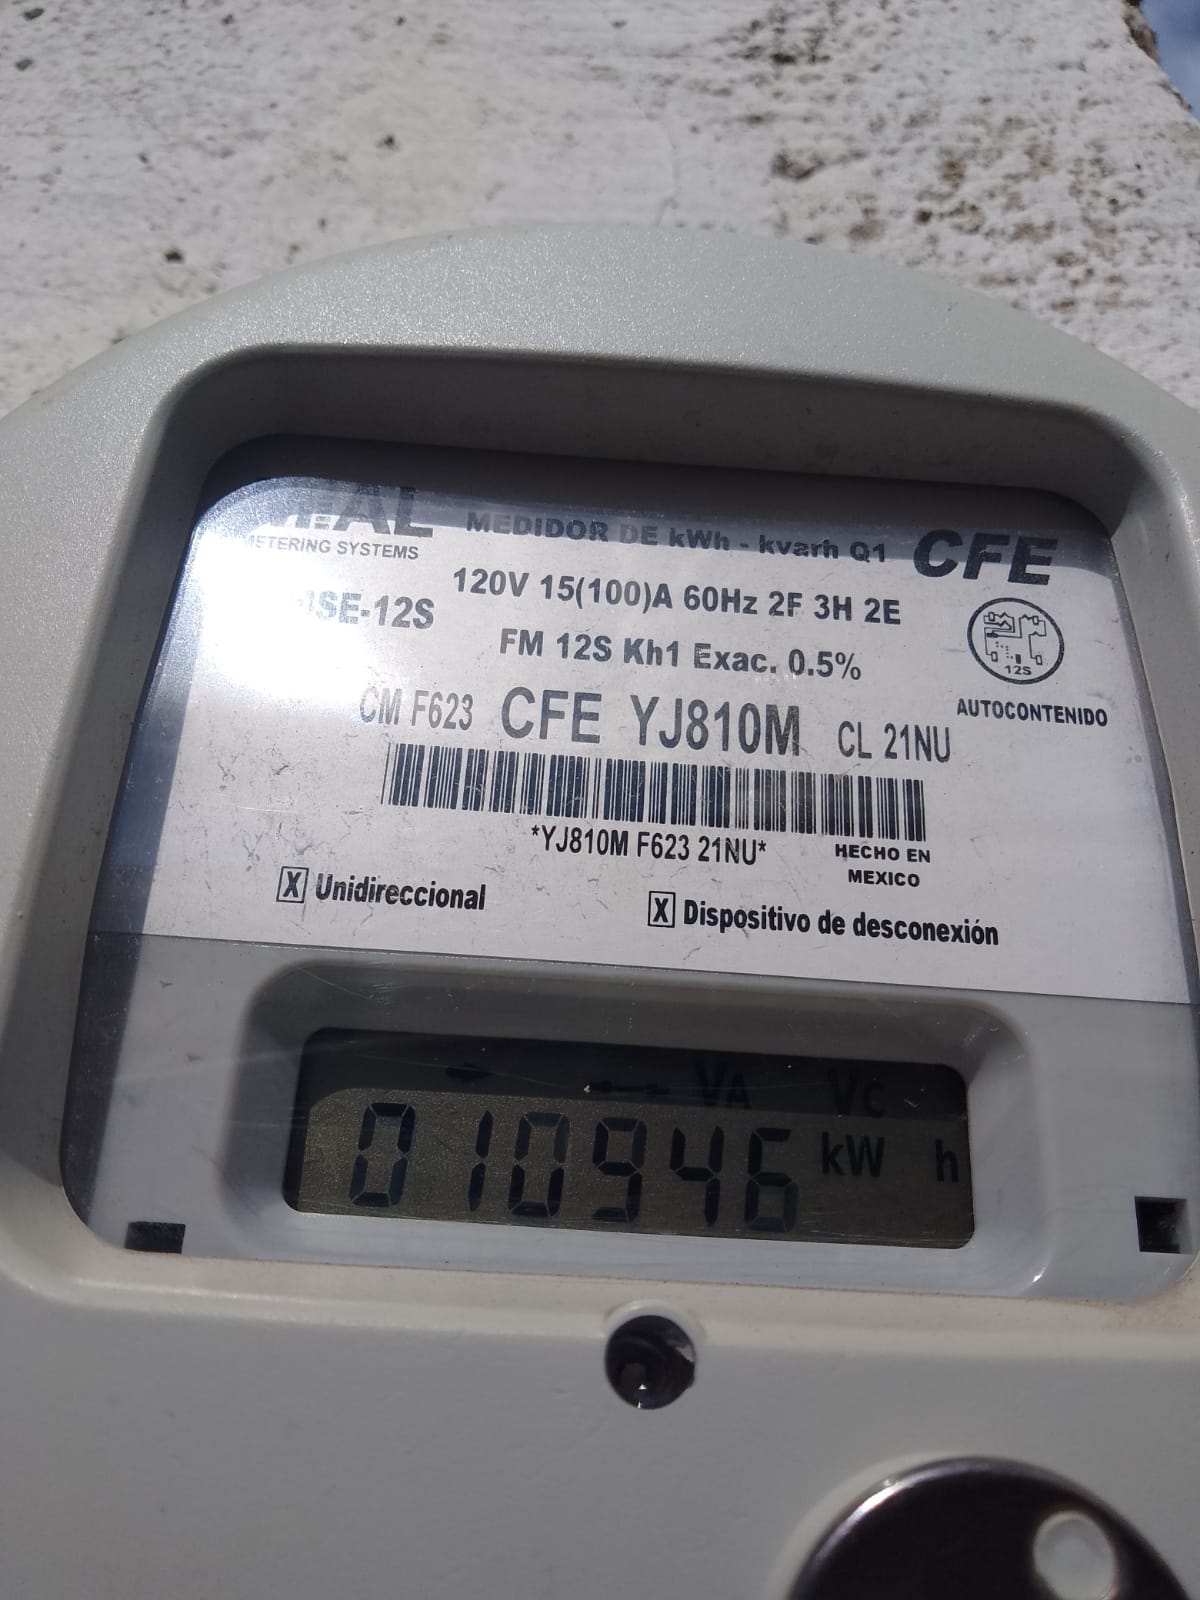 METERING SYSTEMS
MEDIDOR DE kWh - kvarh Q1
CFE
120V 15(100)A 60Hz 2F 3H 2E
FM 12S Kh1 Exac. 0.5%
12S
AUTOCONTENIDO
CM F623 CFE YJ810M CL 21NU
*YJ810M F623 21NU*
HECHO EN
MEXICO
X Unidireccional
X Dispositivo de desconexión
VA VC
010946 kW h